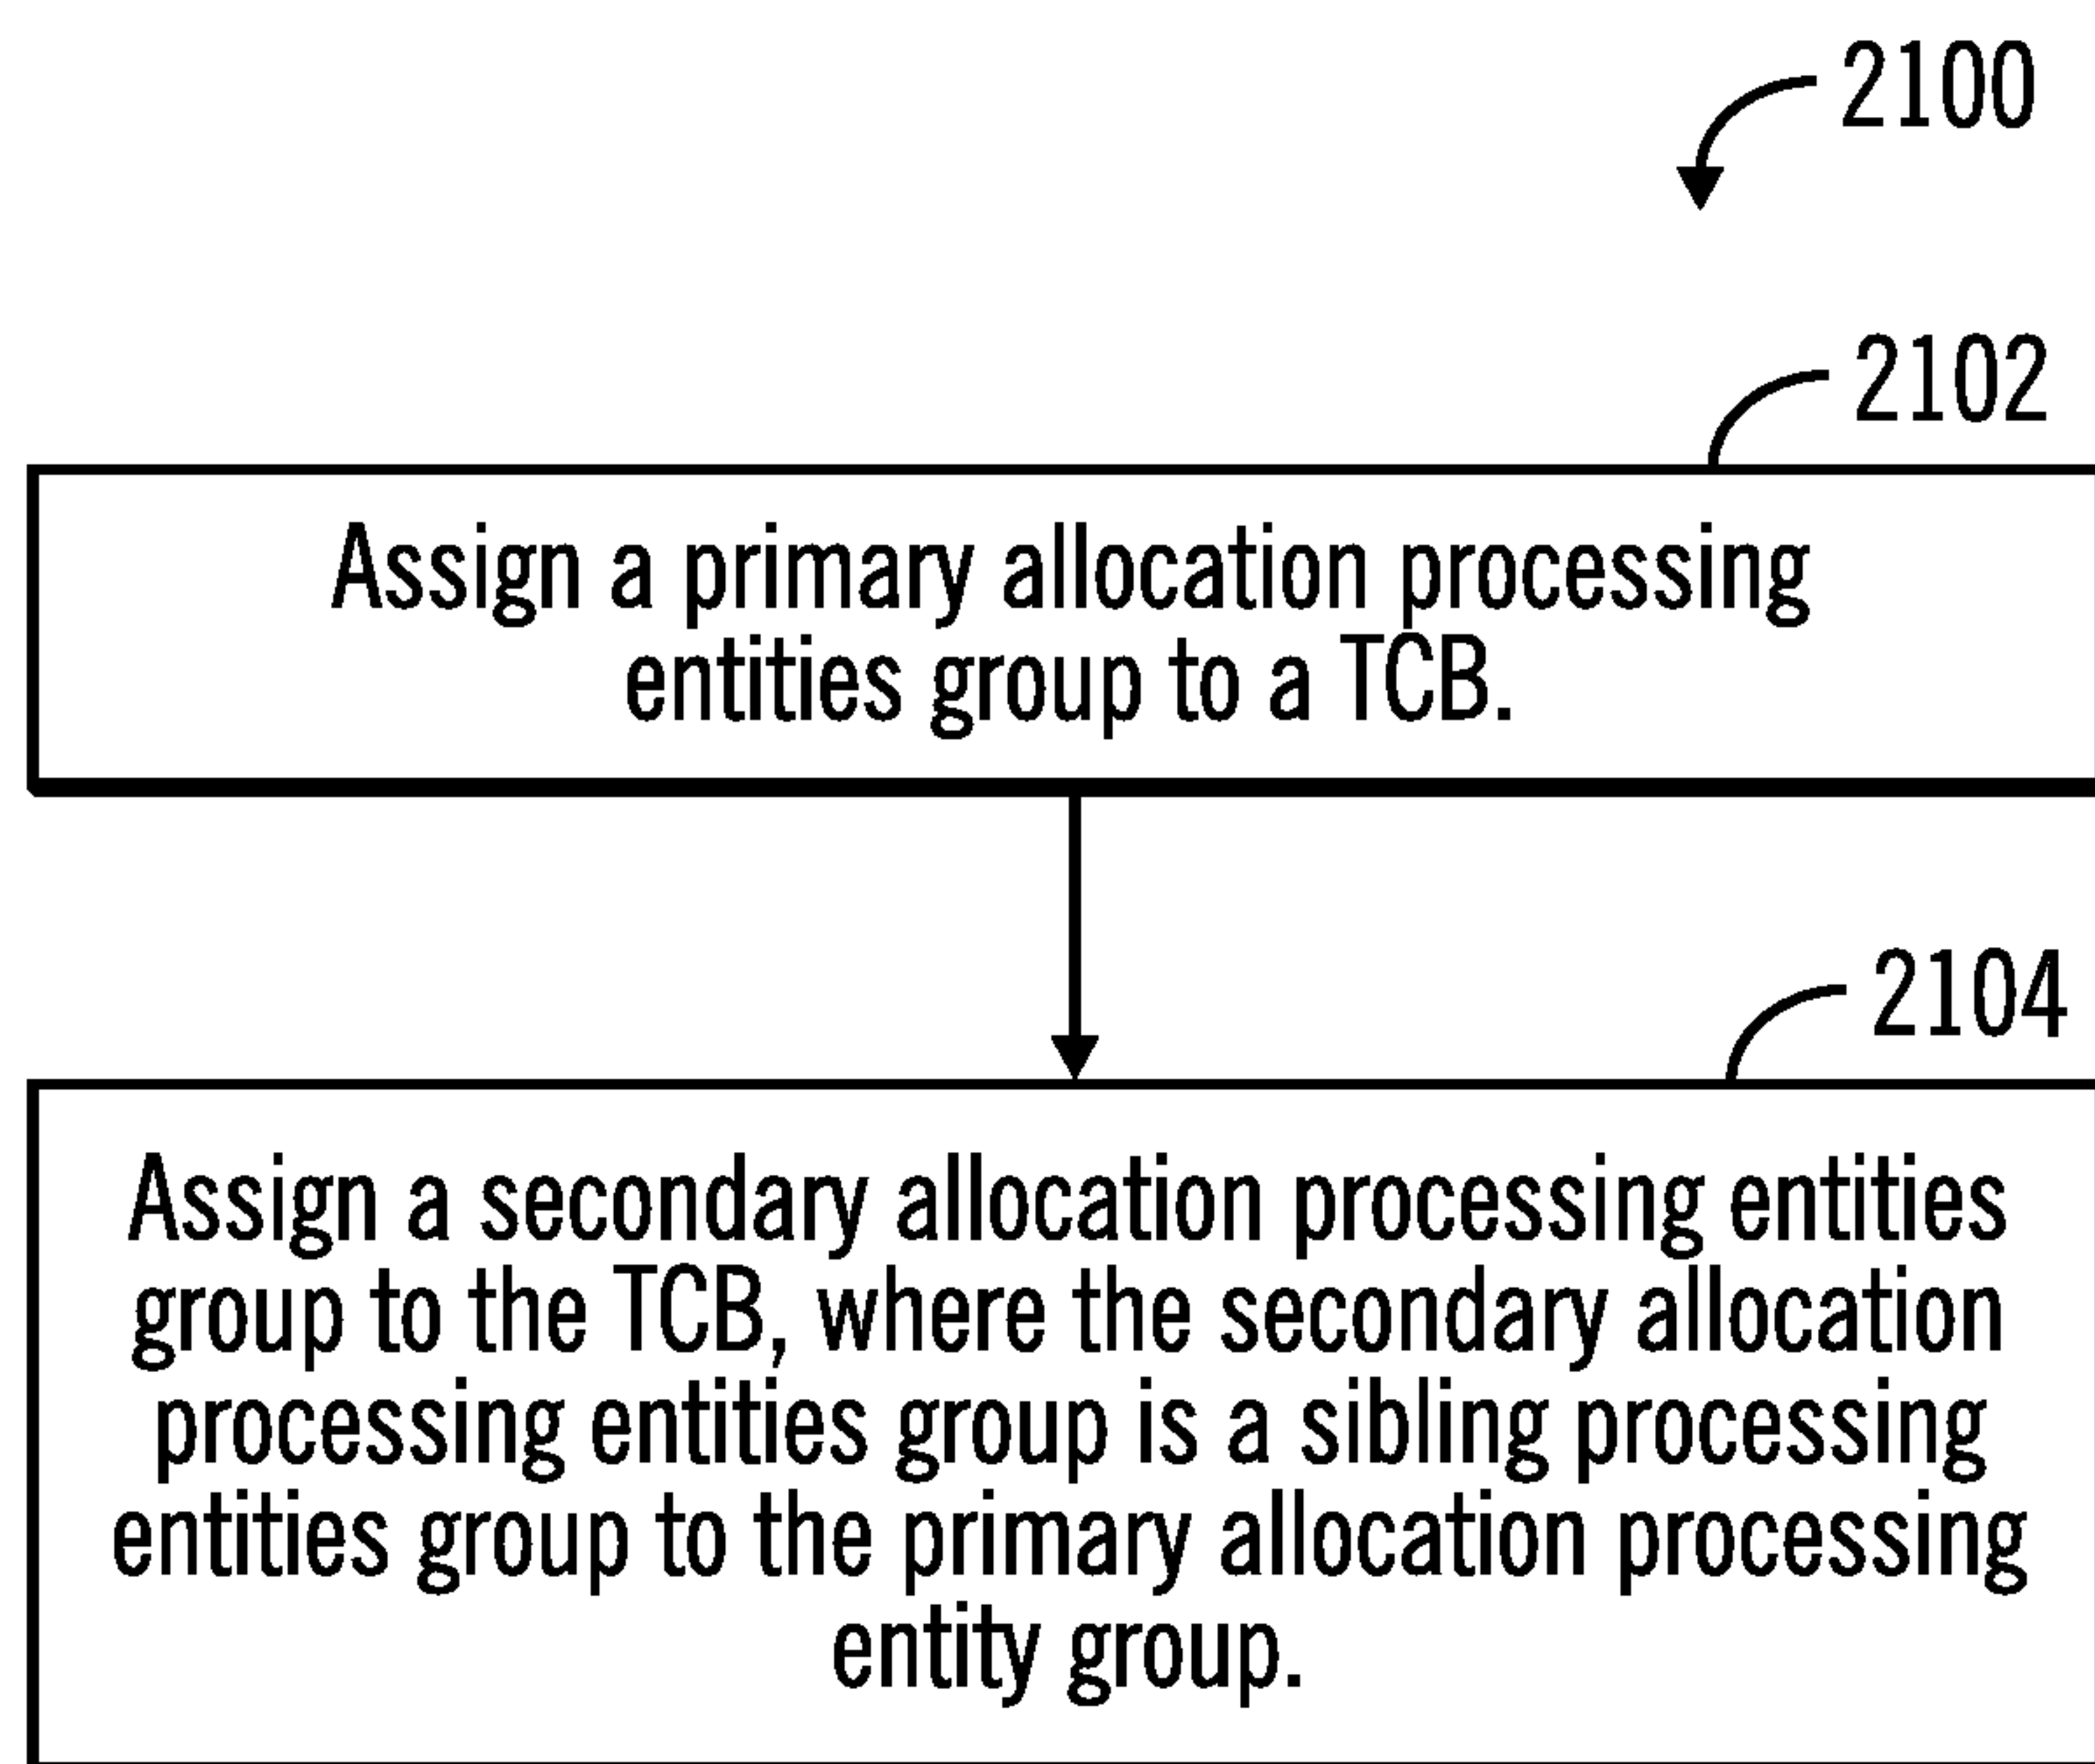 2100
2102
Assign a primary allocation processing
entities group to a TCB.
2104
Assign a secondary allocation processing entities
group to the TCB, where the secondary allocation
processing entities group is a sibling processing
entities group to the primary allocation processing
entity group.